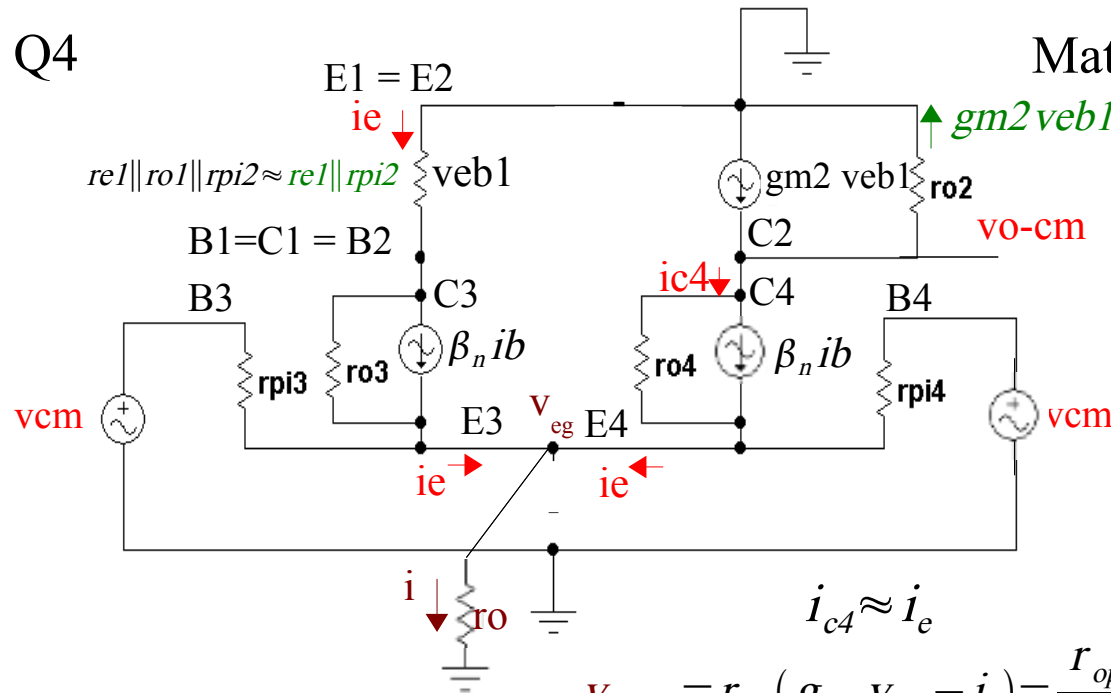 Q4
Mat
E1 = E2
ie
gm2 veb1
re1||ro1||rpi2≈re1||rpi2
veb1
gm2 veb1
ro2
B1=C1 = B2
C2
vo-cm
ic4
B3
C3
C4
B4
rpi3
ro3
βn ib
ro4
βn ib
rpi4
vcm
vcm
E3
veg
E4
ie
ie
i
ro
ic4≈ie